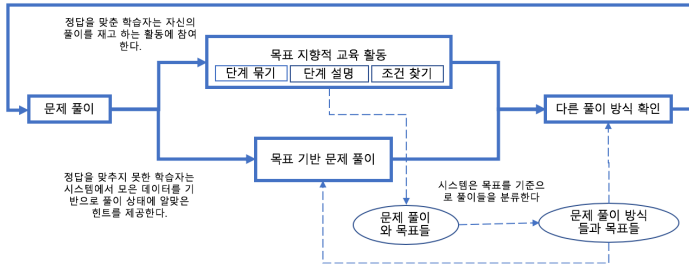 정답을 맞춘 학습자는 자신의
풀이를 재고 하는 활동에 참여
한다.
목표 지향적 교육 활동
단계 묶기
단계 설명
조건 찾기
문제 풀이
다른 풀이 방식 확인
목표 기반 문제 풀이
정답을 맞추지 못한 학습자는
시스템에서 모은 데이터를 기
반으로 풀이 상태에 알맞은
힌트를 제공한다.
시스템은 목표를 기준으
로 풀이들을 분류한다
문제 풀이
와 목표들
문제 풀이 방식
들과 목표들